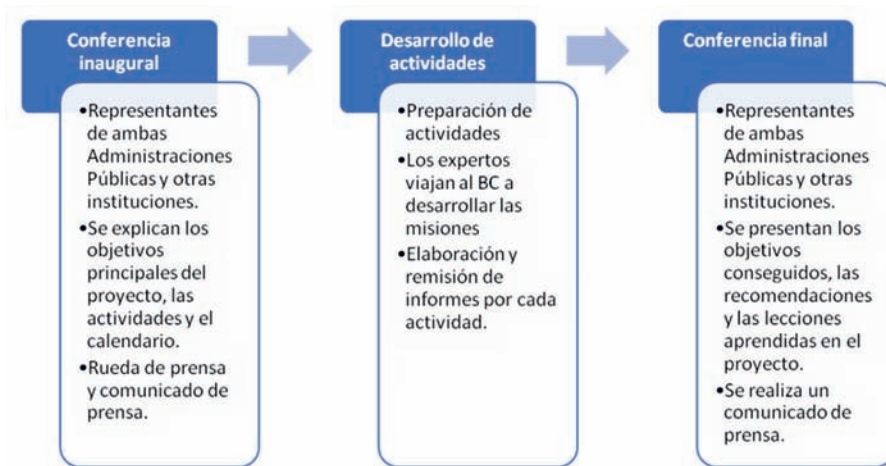 Conferencia
inaugural
•Representantes
de ambas
Administraciones
Públicas y otras
instituciones.
•Se explican los
objetivos
principales del
proyecto, las
actividades y el
calendario.
•Rueda de prensa
y comunicado de
prensa.
Desarrollo de
actividades
•Preparación de
actividades
•Los expertos
viajan al BC a
desarrollar las
misiones
•Elaboración y
remisión de
informes por cada
actividad.
Conferencia final
•Representantes
de ambas
Administraciones
Públicas y otras
instituciones.
•Se presentan los
objetivos
conseguidos, las
recomendaciones
y las lecciones
aprendidas en el
proyecto.
•Se realiza un
comunicado de
prensa.